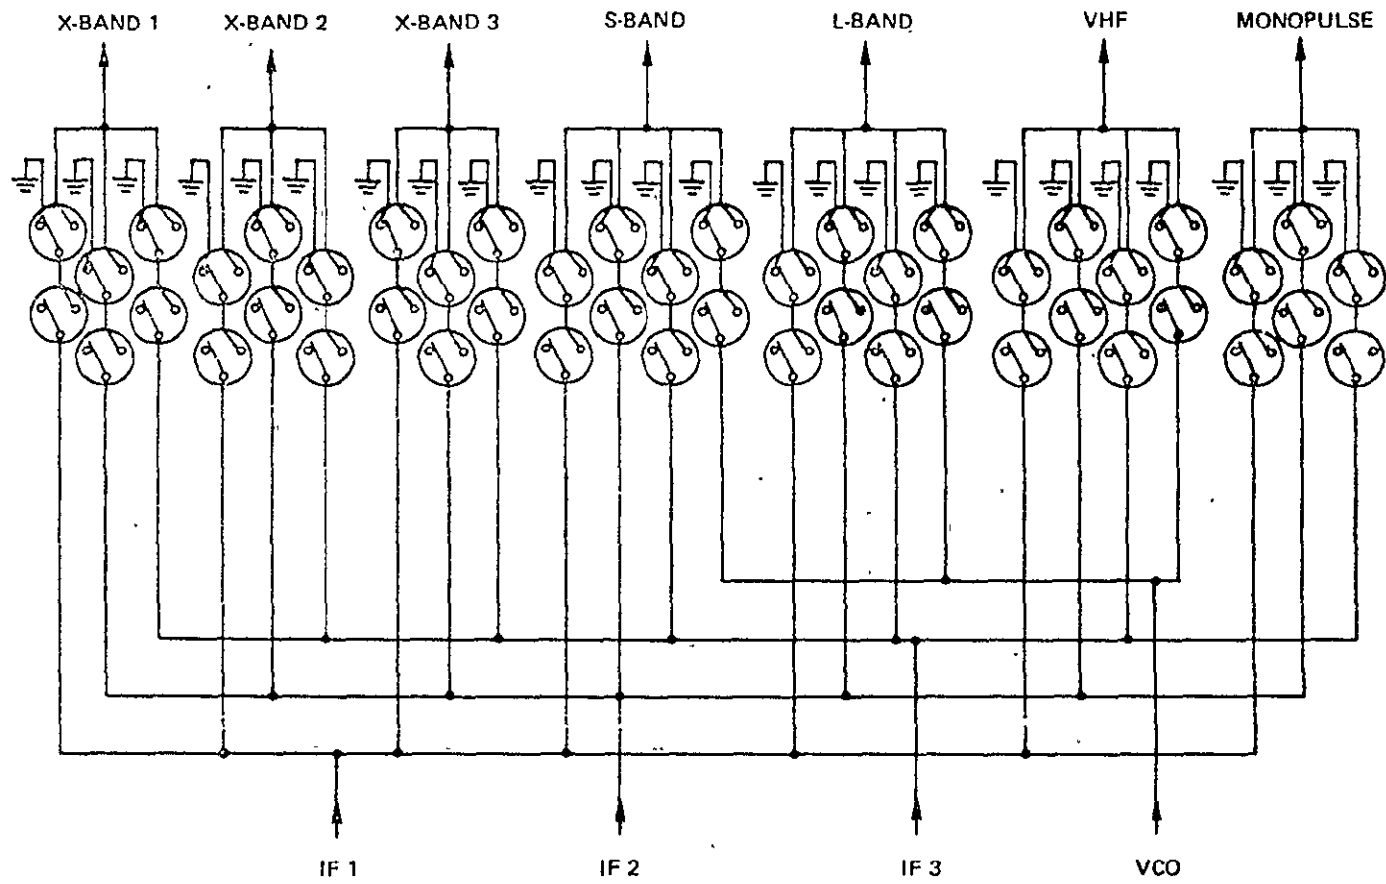 X-BAND 1
X-BAND 2
X-BAND 3
S-BAND
L-BAND
VHF
MONOPULSE
IF 1
IF 2
IF 3
VCO